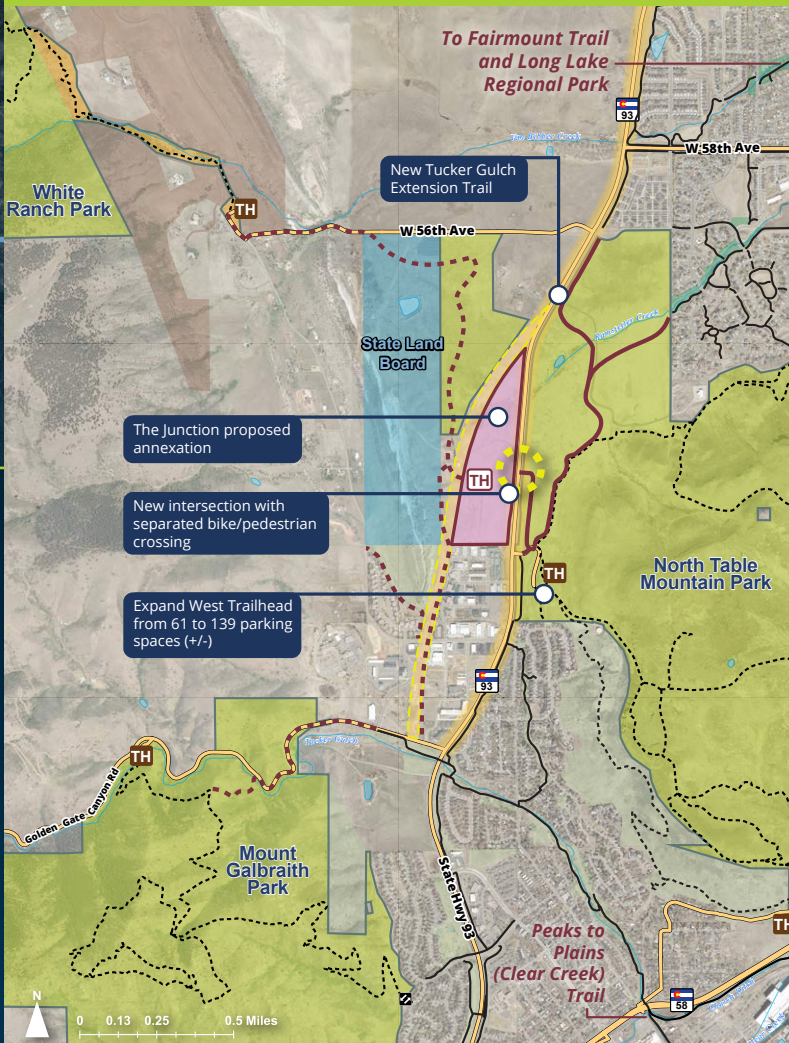 To Fairmount Trail
and Long Lake
Regional Park
93
W 58th Ave
New Tucker Gulch
Extension Trail
White
Ranch Park
TH
W 56th Ave
State Land
Board
The Junction proposed
annexation
TH
New intersection with
separated bike/pedestrian
crossing
North Table
Mountain Park
TH
Expand West Trailhead
from 61 to 139 parking
spaces (+/-)
93
Tucker Gulch
TH
Golden Gate Canyon Rd
Mount
Galbraith
Park
State Hwy 93
TH
Peaks to
Plains
(Clear Creek)
Trail
58
N
0 0.13 0.25 0.5 Miles